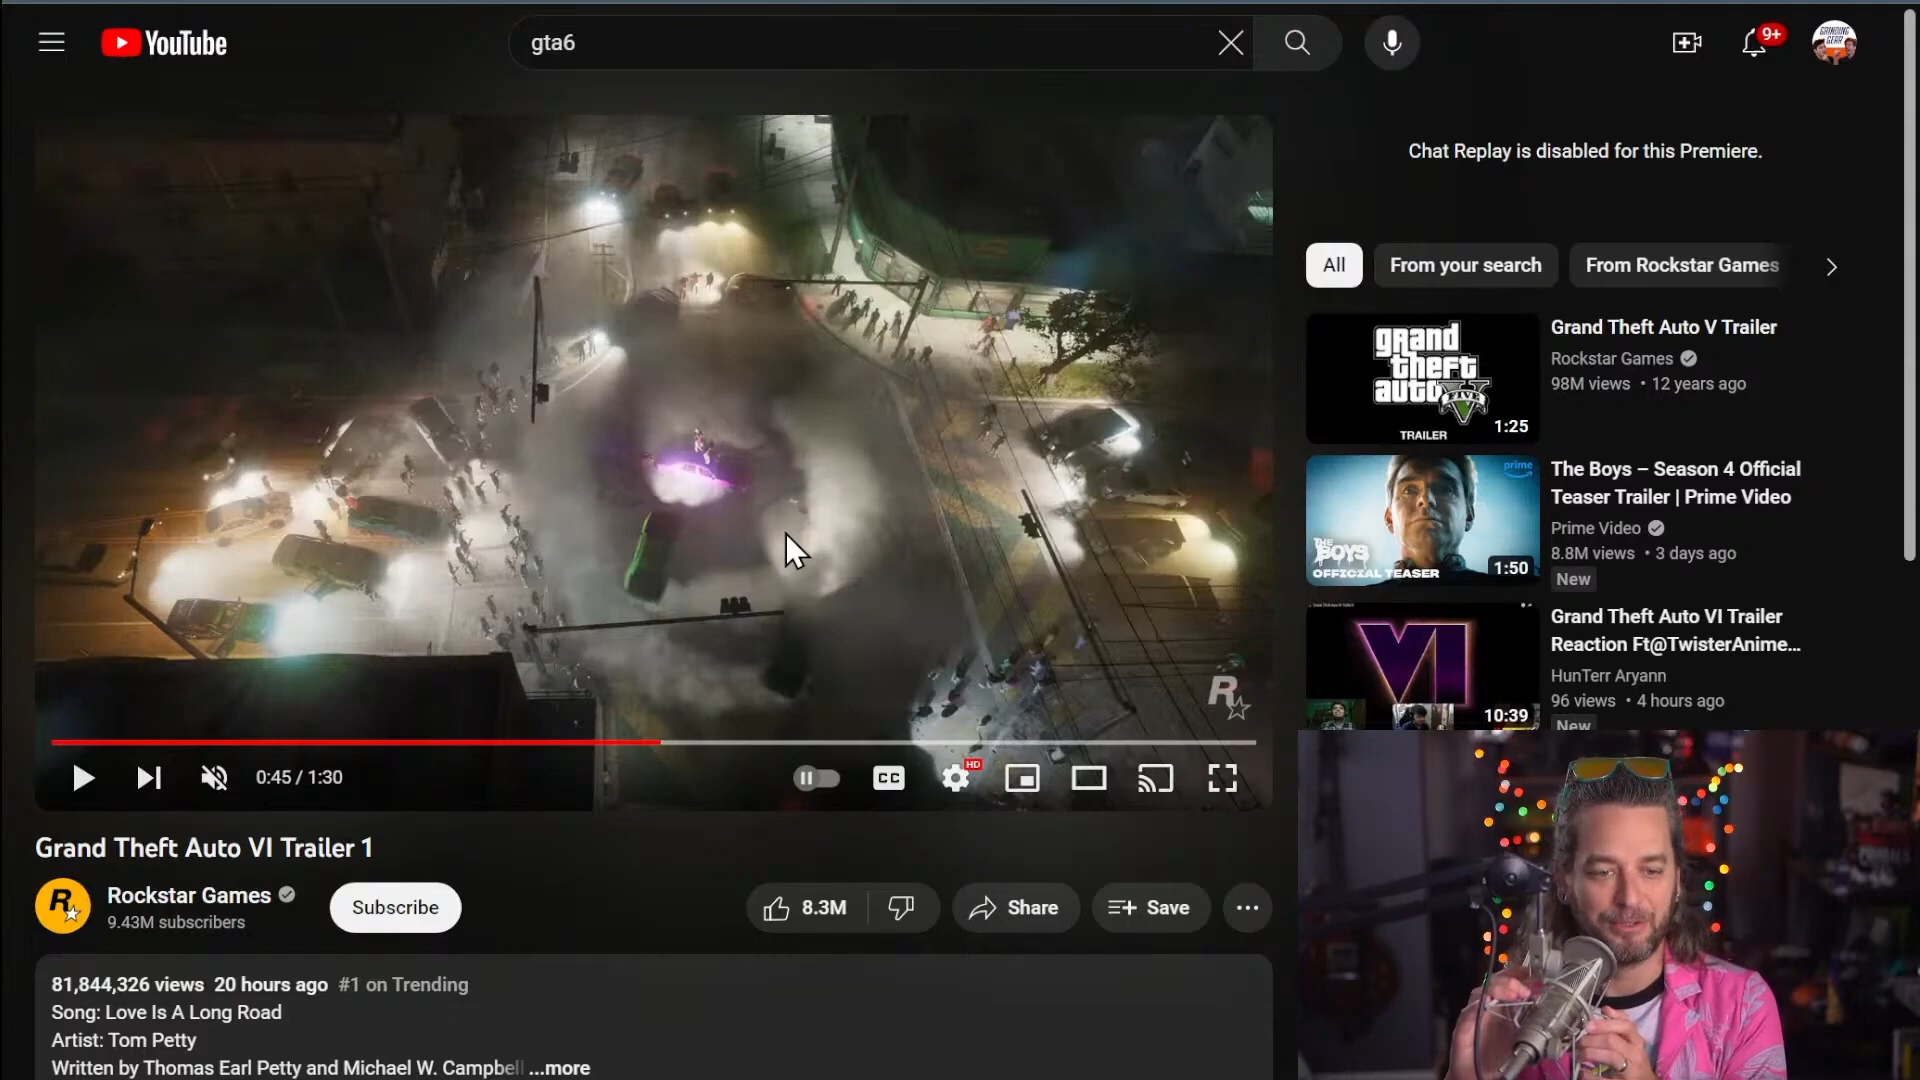 YouTube
gta6
9+
Chat Replay is disabled for this Premiere.
All
From your search
From Rockstar Games
grand
theft
auto
V
FIVE
TRAILER
1:25
Grand Theft Auto V Trailer
Rockstar Games
98M views • 12 years ago
prime
THE
BOYS
OFFICIAL TEASER
1:50
The Boys – Season 4 Official
Teaser Trailer | Prime Video
Prime Video
8.8M views • 3 days ago
New
VI
10:39
Grand Theft Auto VI Trailer
Reaction Ft@TwisterAnime...
HunTerr Aryann
96 views • 4 hours ago
New
R
0:45 / 1:30
CC
HD
Grand Theft Auto VI Trailer 1
R
Rockstar Games
9.43M subscribers
Subscribe
8.3M
Share
Save
81,844,326 views 20 hours ago #1 on Trending
Song: Love Is A Long Road
Artist: Tom Petty
Written by Thomas Earl Petty and Michael W. Campbell ...more